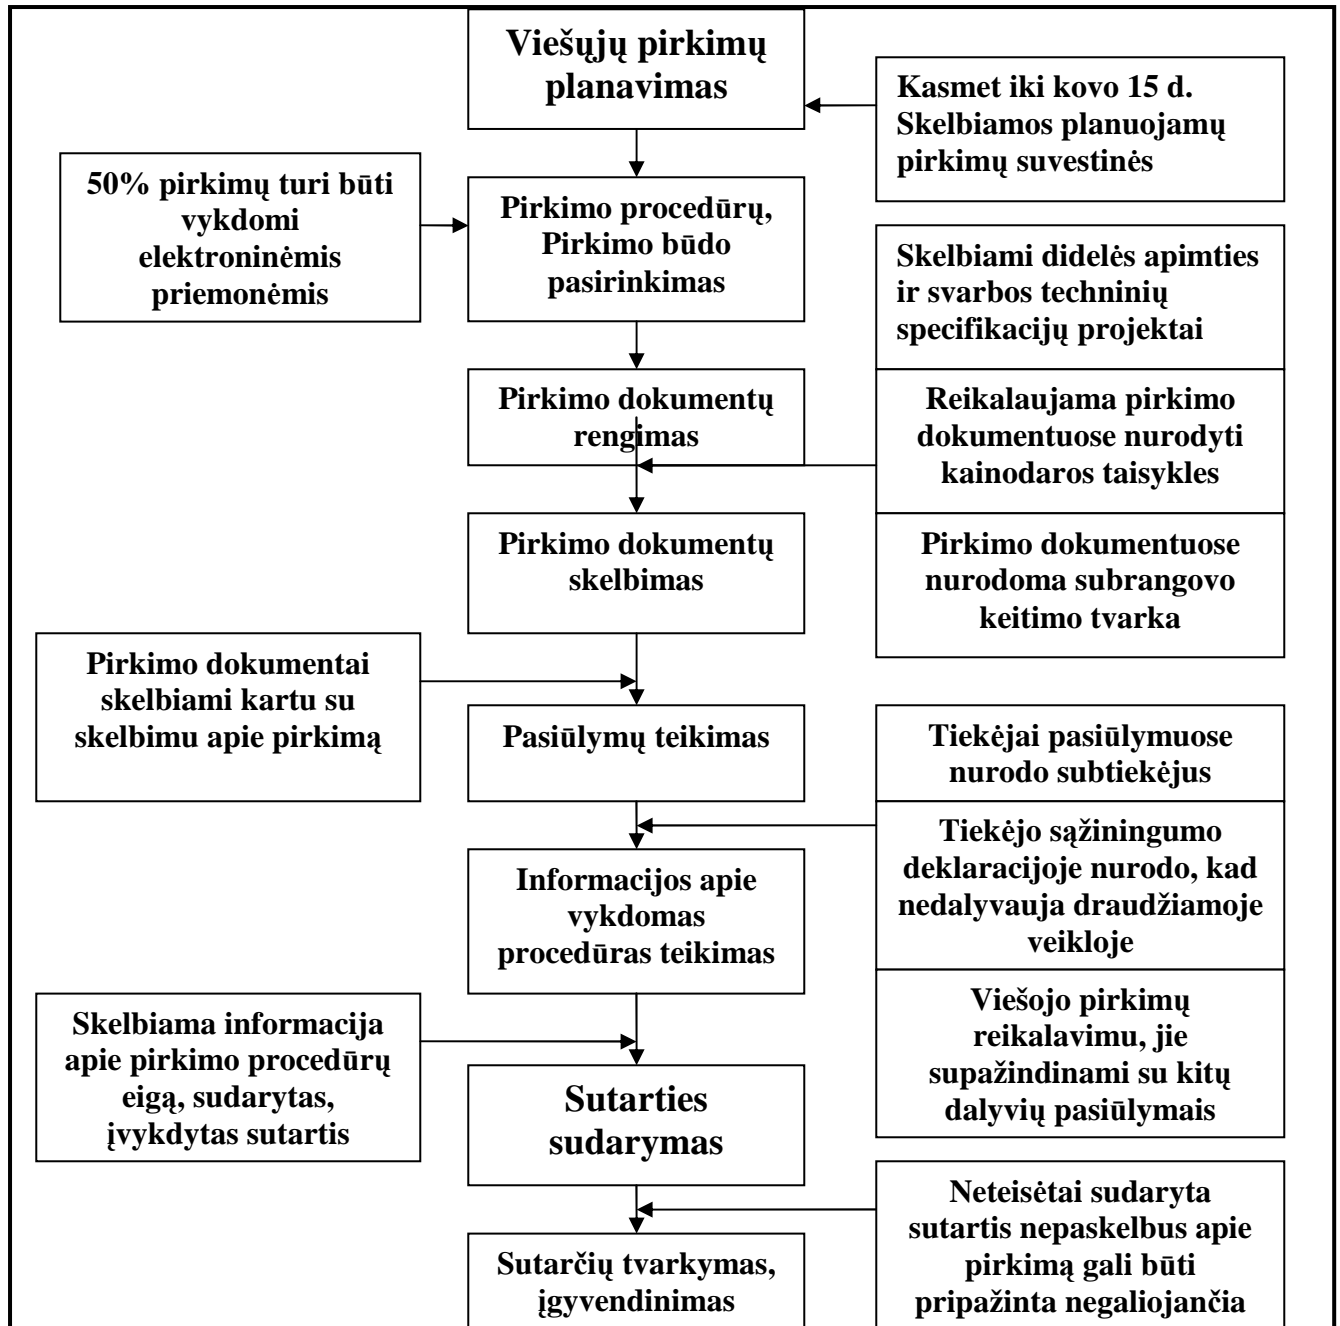 Viešųjų pirkimų
planavimas
Kasmet iki kovo 15 d.
Skelbiamos planuojamų
pirkimų suvestinės
50% pirkimų turi būti
vykdomi
elektroninėmis
priemonėmis
Pirkimo procedūrų,
Pirkimo būdo
pasirinkimas
Skelbiami didelės apimties
ir svarbos techninių
specifikacijų projektai
Pirkimo dokumentų
rengimas
Reikalaujama pirkimo
dokumentuose nurodyti
kainodaros taisykles
Pirkimo dokumentų
skelbimas
Pirkimo dokumentuose
nurodoma subrangovo
keitimo tvarka
Pirkimo dokumentai
skelbiami kartu su
skelbimu apie pirkimą
Pasiūlymų teikimas
Tiekėjai pasiūlymuose
nurodo subtiekėjus
Tiekėjo sąžiningumo
deklaracijoje nurodo, kad
nedalyvauja draudžiamoje
veikloje
Informacijos apie
vykdomas
procedūras teikimas
Viešojo pirkimų
reikalavimu, jie
supažindinami su kitų
dalyvių pasiūlymais
Skelbiama informacija
apie pirkimo procedūrų
eigą, sudarytas,
įvykdytas sutartis
Sutarties
sudarymas
Neteisėtai sudaryta
sutartis nepaskelbus apie
pirkimą gali būti
pripažinta negaliojančia
Sutarčių tvarkymas,
įgyvendinimas